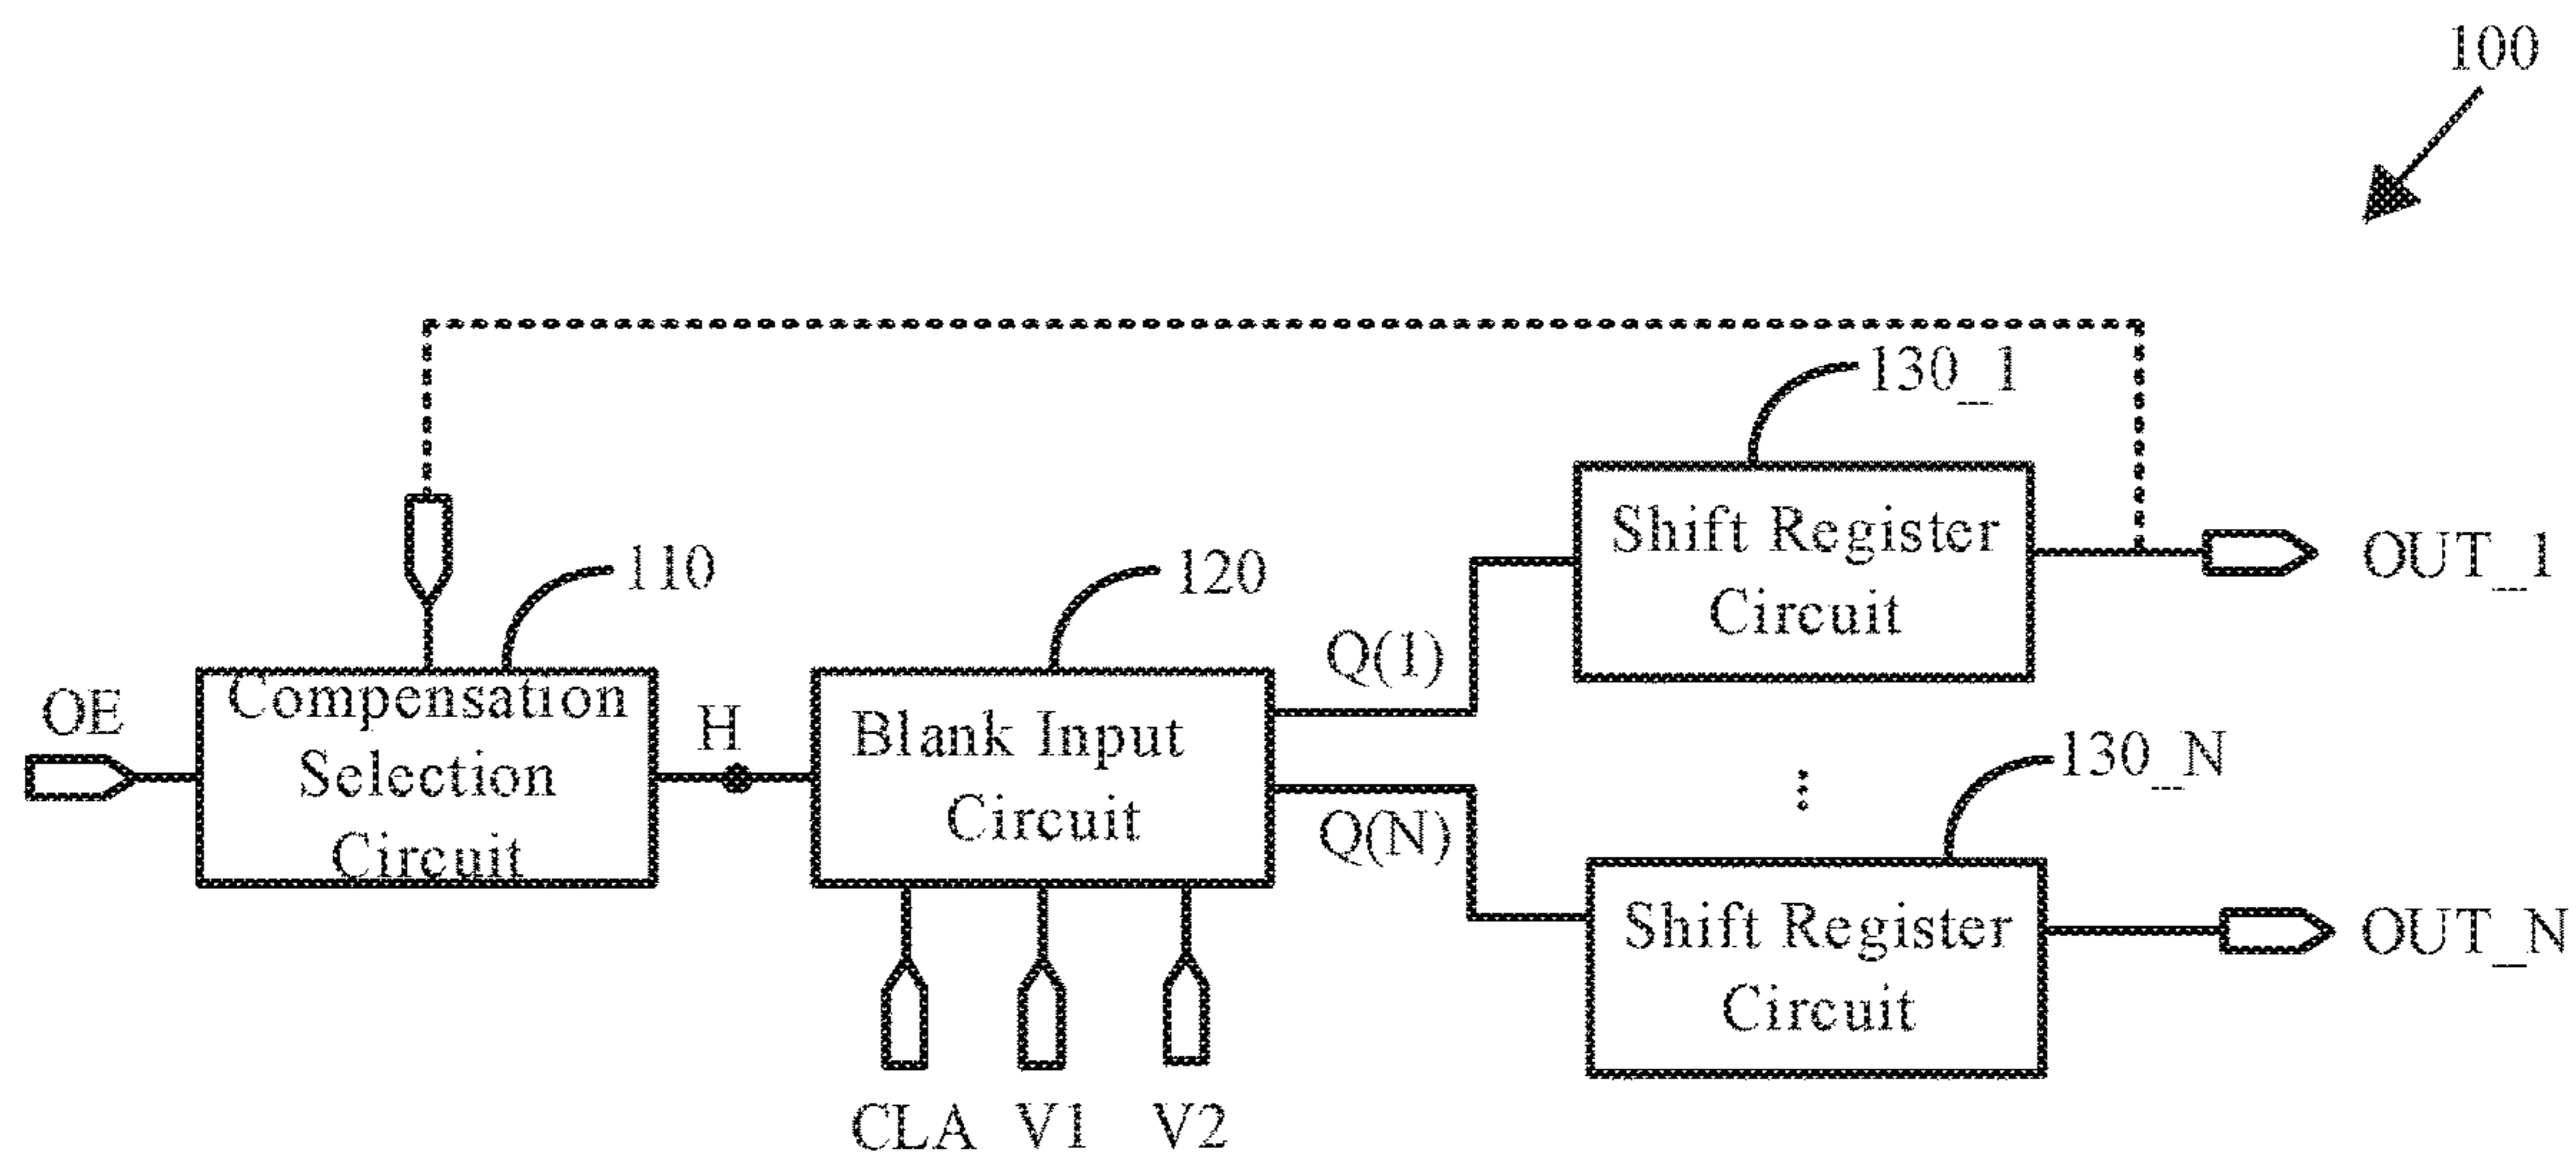 100
130_1
Shift Register
Circuit
OUT_1
110
120
Q(1)
OE
Compensation
Selection
Circuit
H
Blank Input
Circuit
Q(N)
130_N
Shift Register
Circuit
OUT_N
CLA
V1
V2